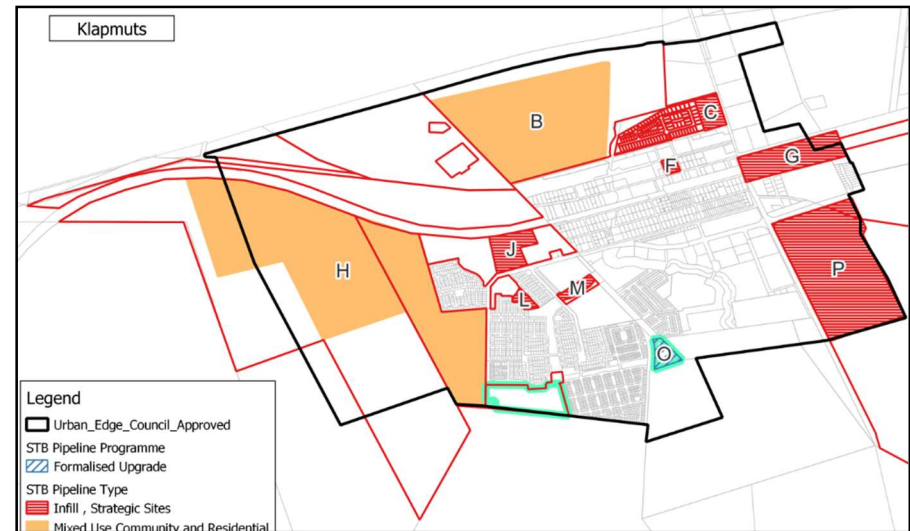 Klapmuts
B
C
F
G
H
J
P
L
M
O
Legend
Urban_Edge_Council_Approved
STB Pipeline Programme
Formalised Upgrade
STB Pipeline Type
Infill , Strategic Sites
Mixed Use Community and Residential